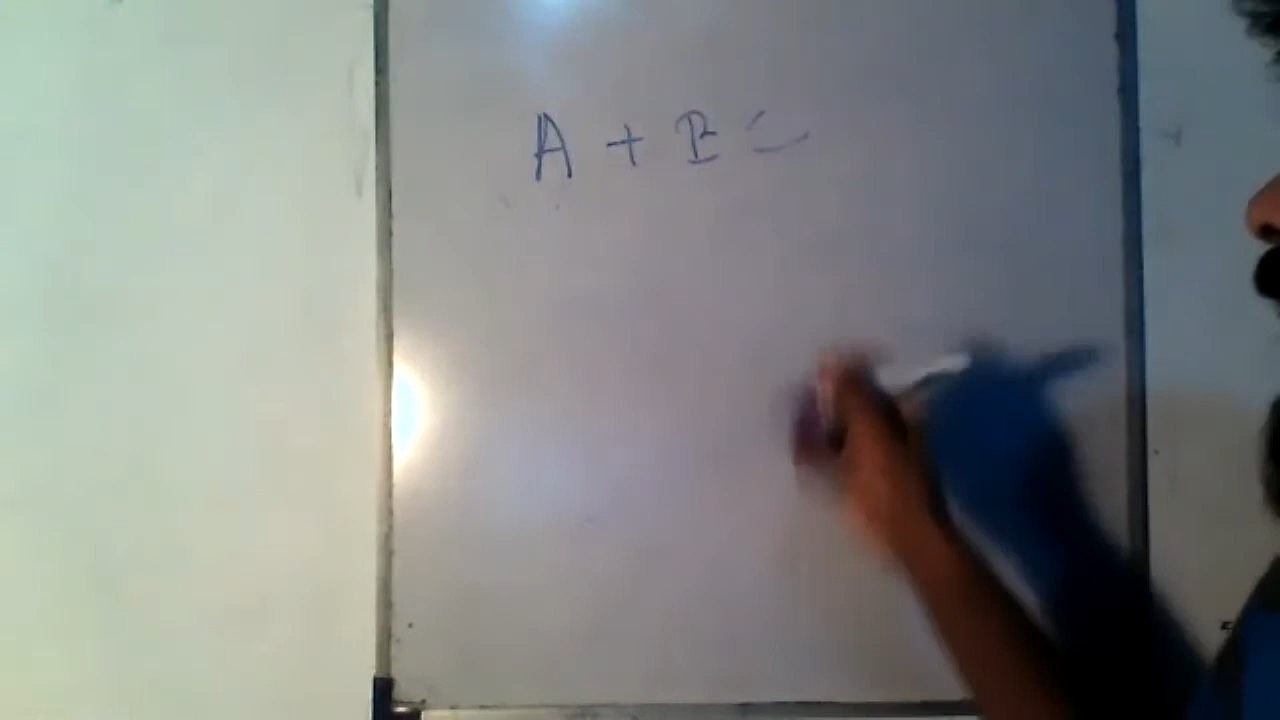 A + B =